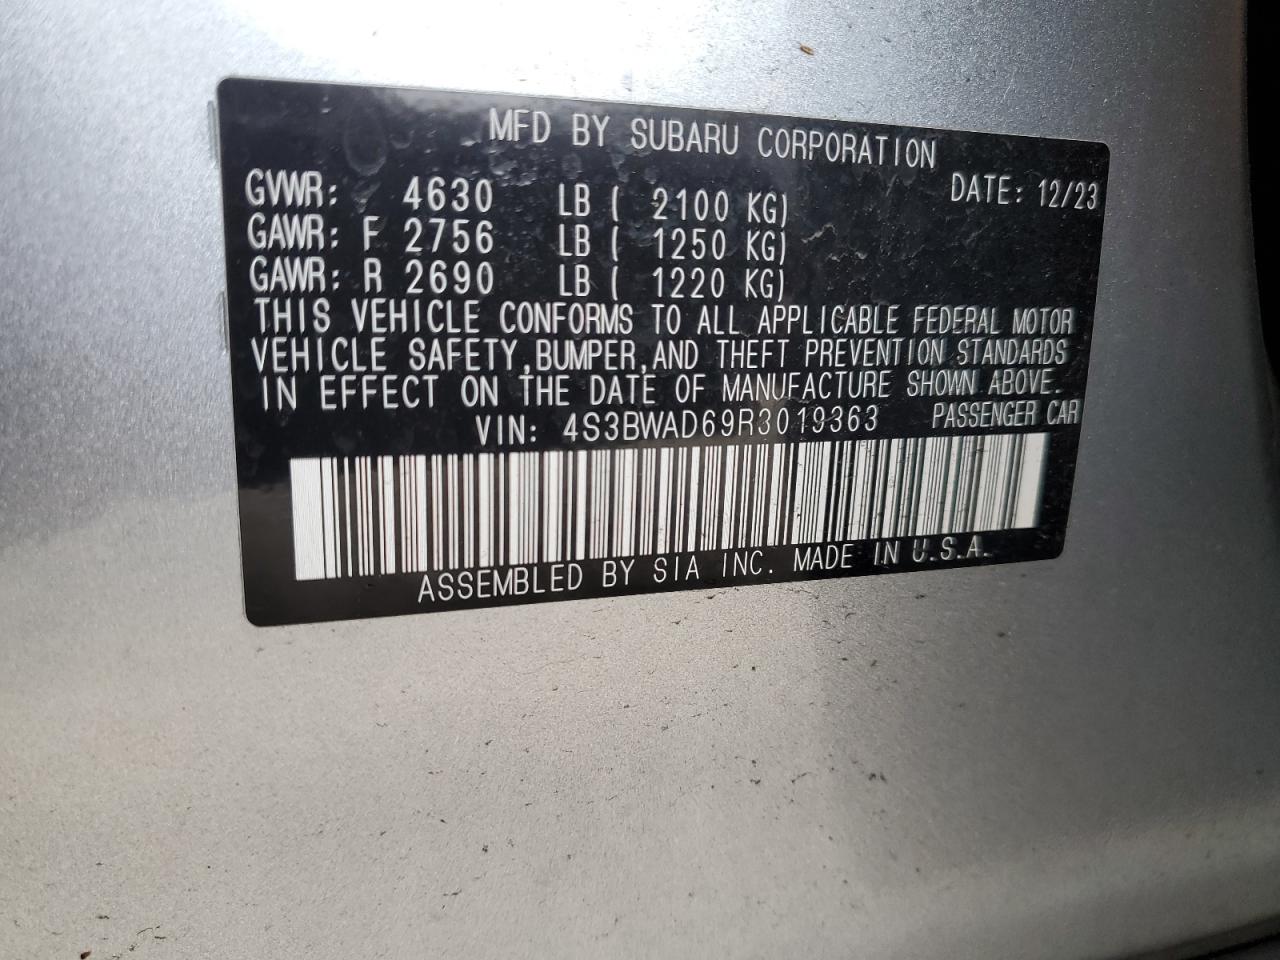 MFD BY SUBARU CORPORATION
GVWR: 4630 LB ( 2100 KG) DATE: 12/23
GAWR: F 2756 LB ( 1250 KG)
GAWR: R 2690 LB ( 1220 KG)
THIS VEHICLE CONFORMS TO ALL APPLICABLE FEDERAL MOTOR
VEHICLE SAFETY, BUMPER, AND THEFT PREVENTION STANDARDS
IN EFFECT ON THE DATE OF MANUFACTURE SHOWN ABOVE.
VIN: 4S3BWAD69R3019363 PASSENGER CAR
ASSEMBLED BY SIA INC. MADE IN U.S.A.